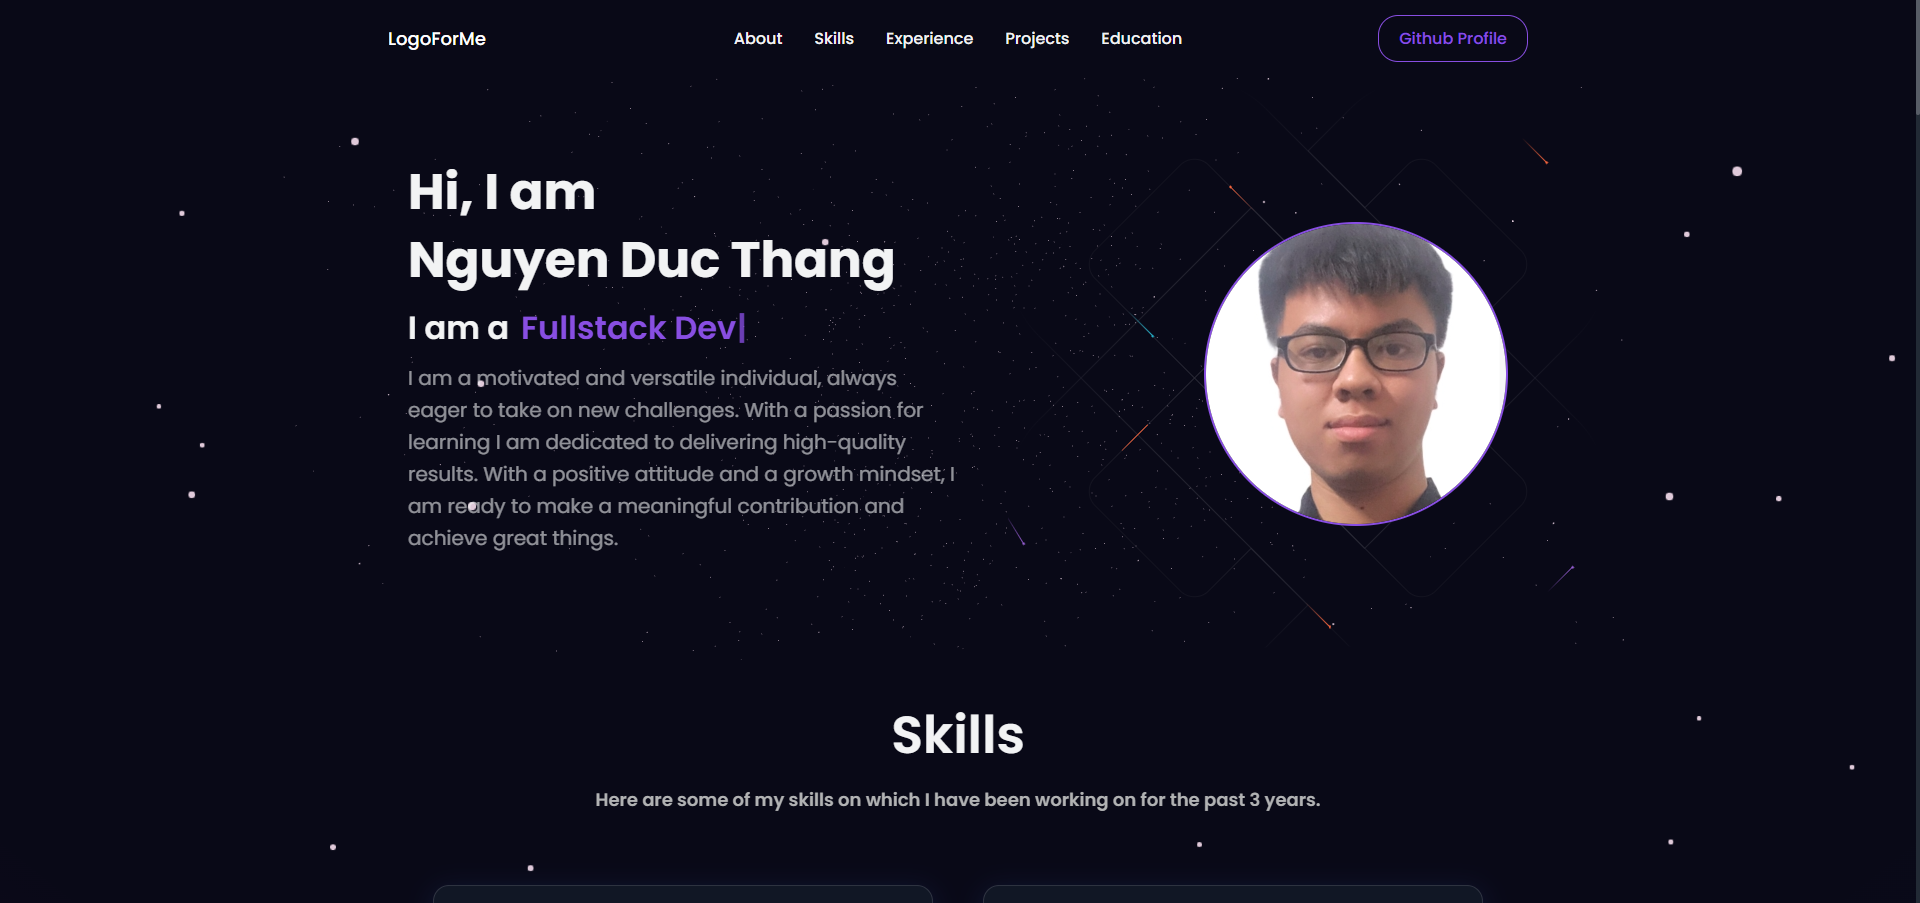 LogoForMe
About
Skills
Experience
Projects
Education
Github Profile
Hi, I am
Nguyen Duc Thang
I am a Fullstack Dev|
I am a motivated and versatile individual, always
eager to take on new challenges. With a passion for
learning I am dedicated to delivering high-quality
results. With a positive attitude and a growth mindset, I
am ready to make a meaningful contribution and
achieve great things.
Skills
Here are some of my skills on which I have been working on for the past 3 years.